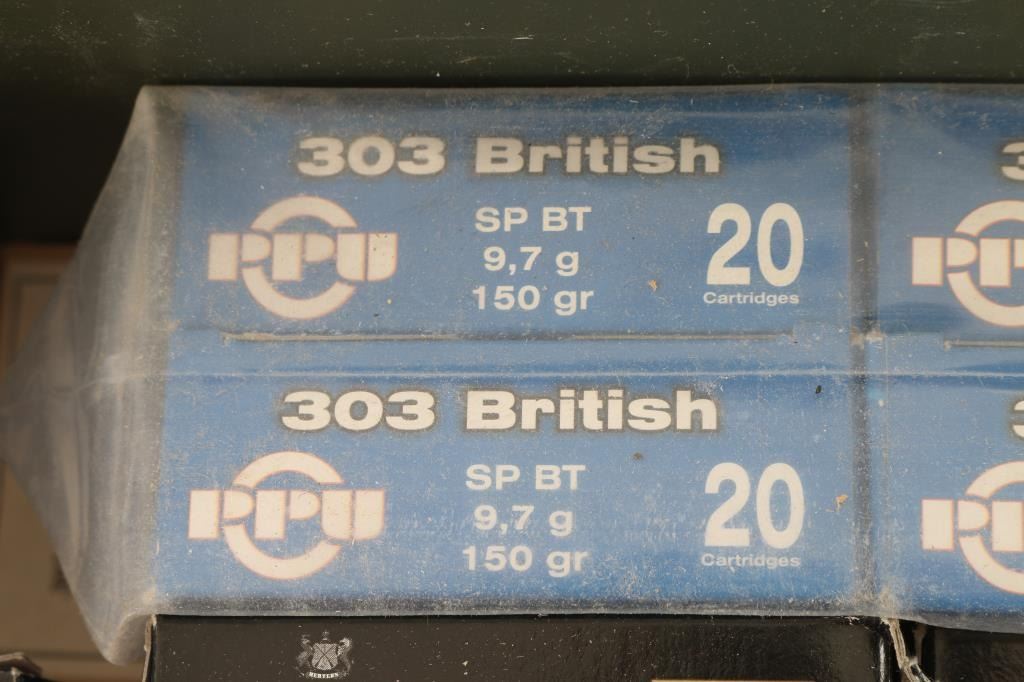 303 British
PPU
SP BT
9,7 g
150 gr
20
Cartridges
303 British
PPU
SP BT
9,7 g
150 gr
20
Cartridges